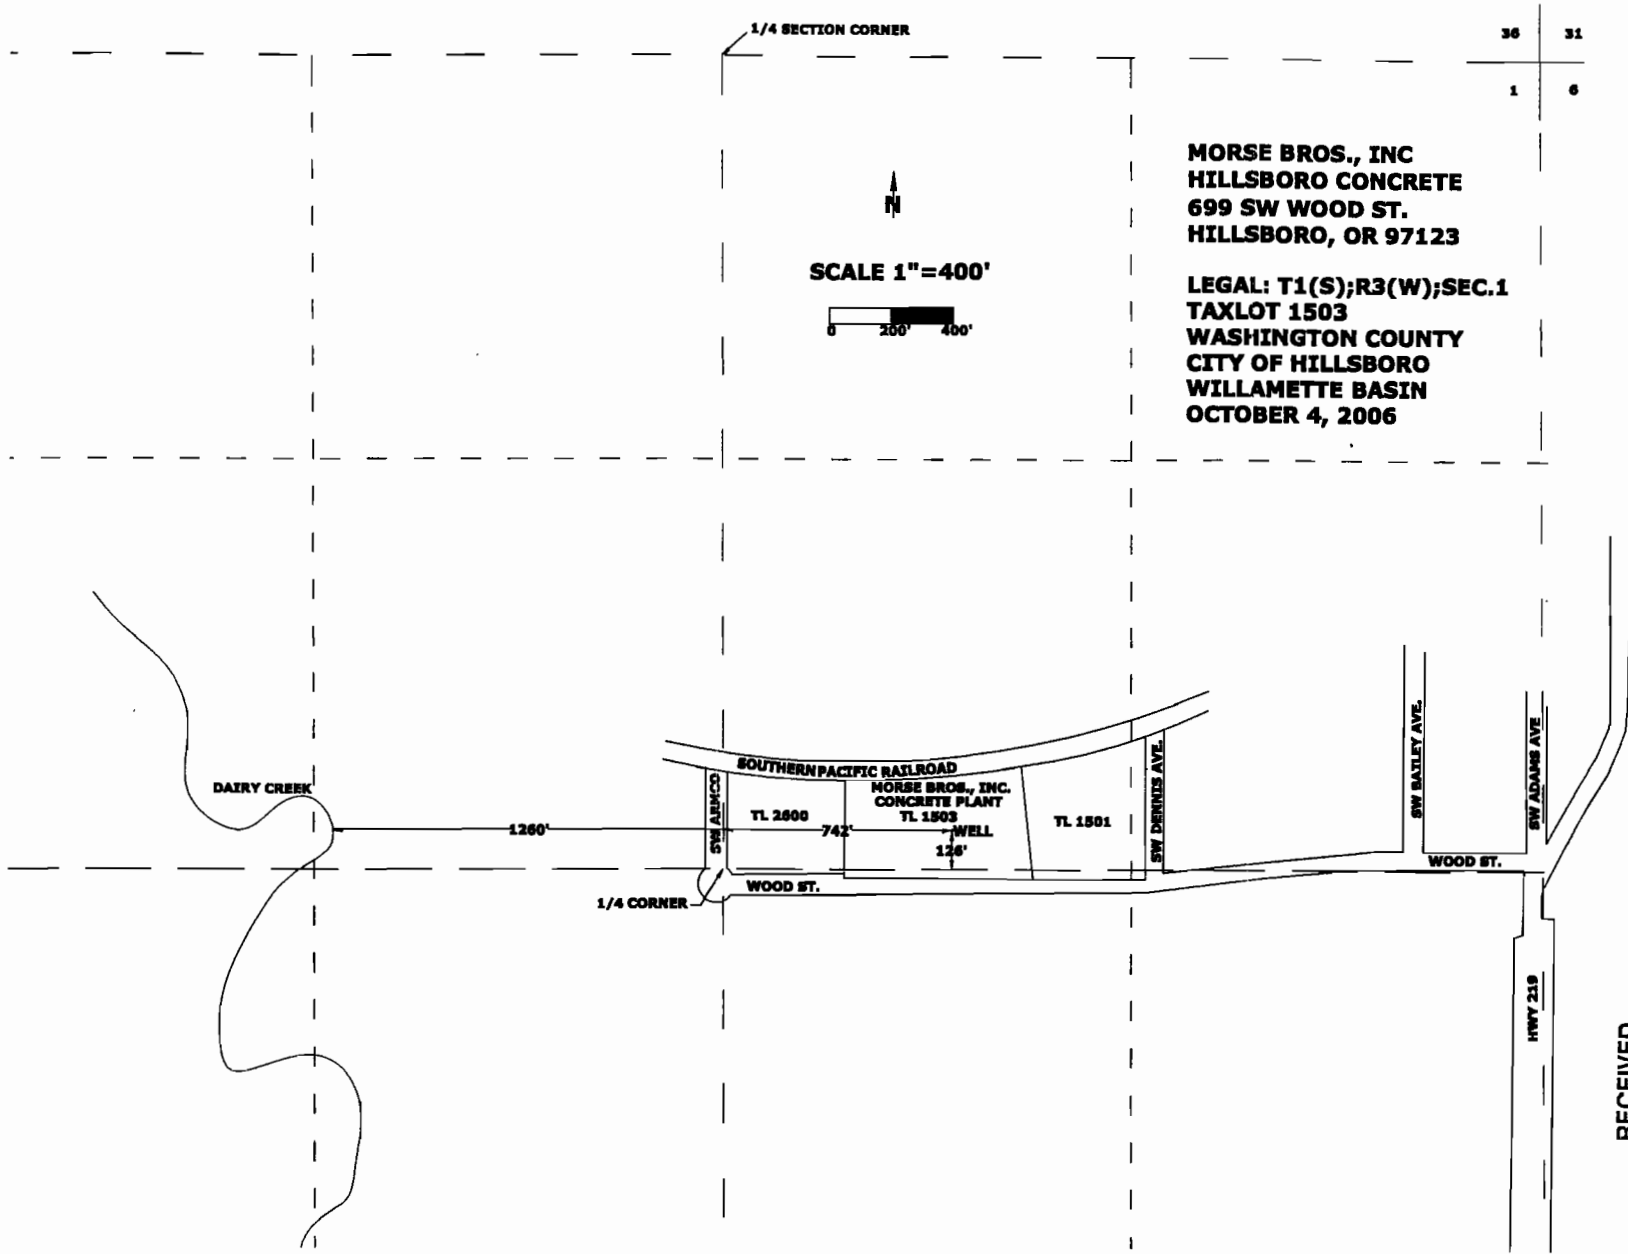 1/4 SECTION CORNER
36 31
1 6
MORSE BROS., INC
HILLSBORO CONCRETE
699 SW WOOD ST.
HILLSBORO, OR 97123
N
SCALE 1"=400'
0 200' 400'
LEGAL: T1(S);R3(W);SEC.1
TAXLOT 1503
WASHINGTON COUNTY
CITY OF HILLSBORO
WILLAMETTE BASIN
OCTOBER 4, 2006
SW BAILEY AVE.
SW ADAMS AVE
SOUTHERN PACIFIC RAILROAD
DAIRY CREEK
SW ARMCO
MORSE BROS., INC.
CONCRETE PLANT
TL 1503
TL 2600
TL 1501
SW DENNIS AVE.
1260'
742'
WELL
126'
WOOD ST.
WOOD ST.
1/4 CORNER
HWY 219
RECEIVED